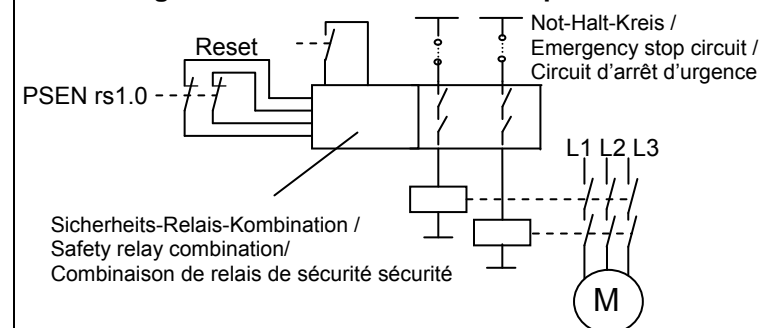 Reset
PSEN rs1.0
Not-Halt-Kreis /
Emergency stop circuit /
Circuit d’arrêt d’urgence
L1 L2 L3
Sicherheits-Relais-Kombination /
Safety relay combination/
Combinaison de relais de sécurité sécurité
M